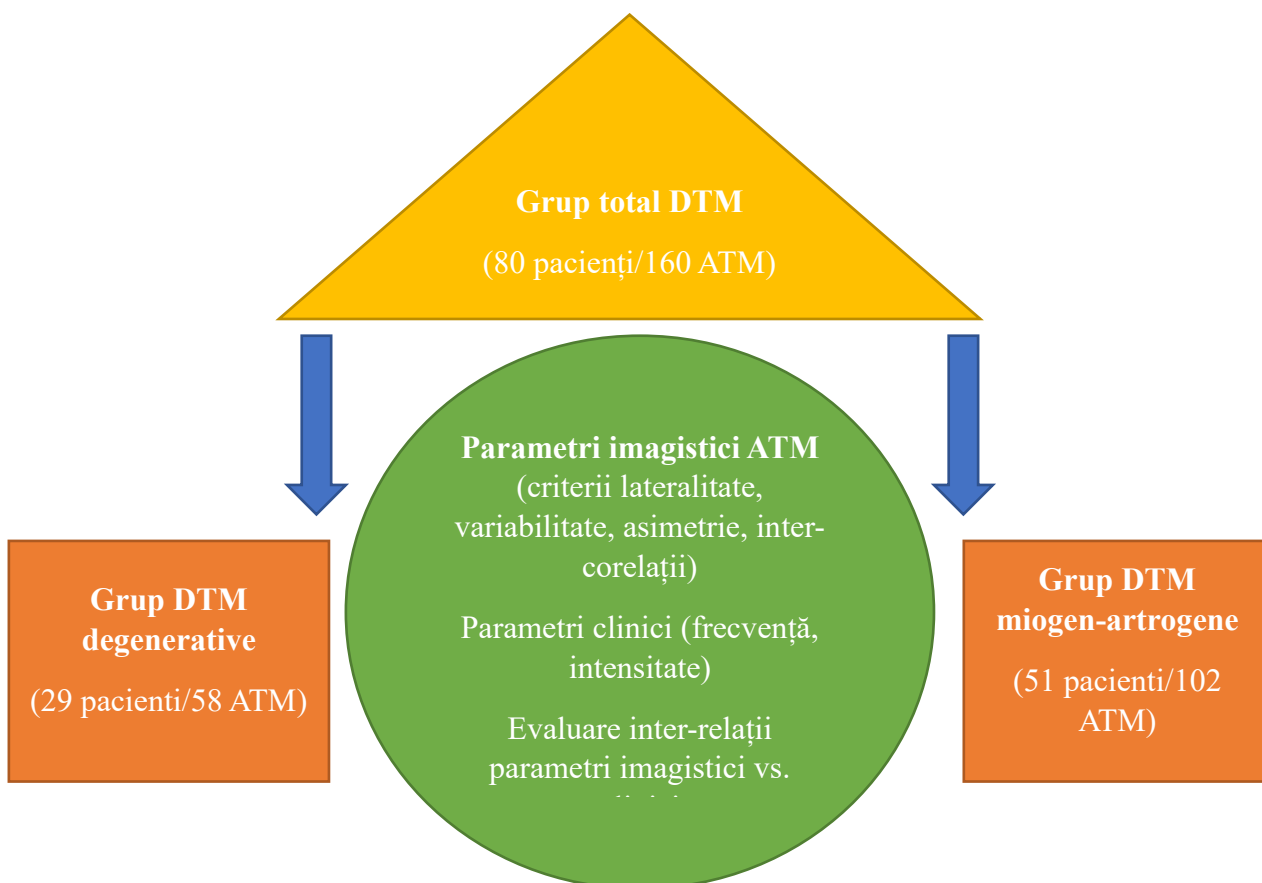 Grup total DTM
(80 pacienți/160 ATM)
Parametri imagistici ATM
(criterii lateralitate,
variabilitate, asimetrie, inter-
corelații)
Parametri clinici (frecvență,
intensitate)
Evaluare inter-relații
parametri imagistici vs.
Grup DTM
degenerative
(29 pacienti/58 ATM)
Grup DTM
miogen-artrogene
(51 pacienti/102
ATM)